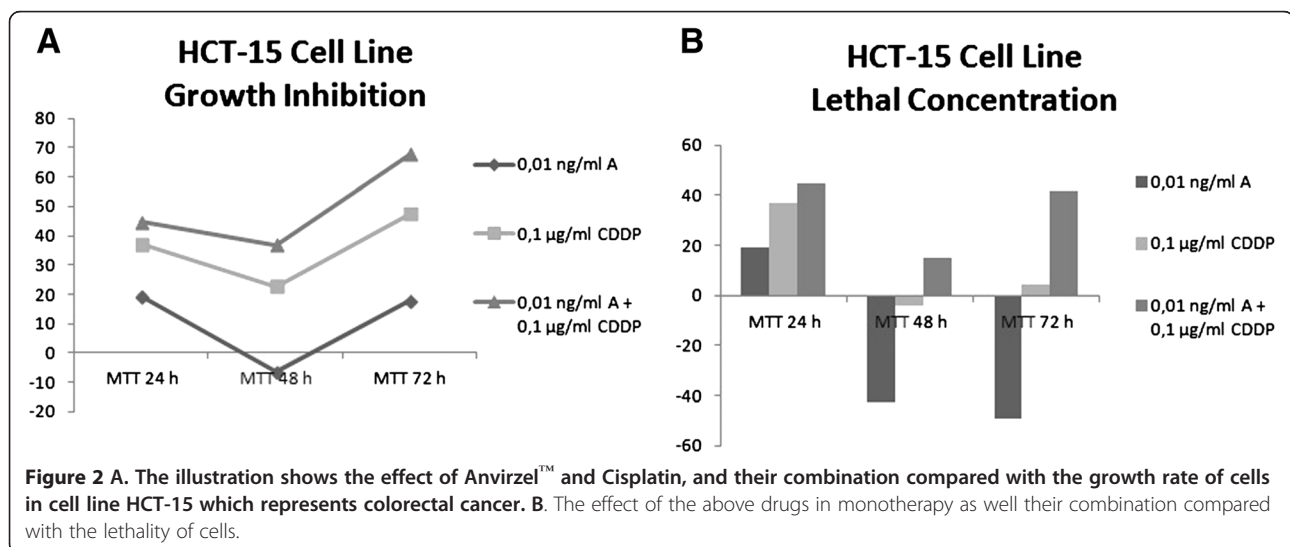 A
HCT-15 Cell Line
Growth Inhibition
80
70
60
50
40
30
20
10
0
-10
-20
MTT 24 h
MTT 48 h
MTT 72 h
0,01 ng/ml A
0,1 µg/ml CDDP
0,01 ng/ml A +
0,1 µg/ml CDDP
B
HCT-15 Cell Line
Lethal Concentration
60
40
20
0
-20
-40
-60
MTT 24 h
MTT 48 h
MTT 72 h
0,01 ng/ml A
0,1 µg/ml CDDP
0,01 ng/ml A +
0,1 µg/ml CDDP
Figure 2 A. The illustration shows the effect of Anvirzel™ and Cisplatin, and their combination compared with the growth rate of cells
in cell line HCT-15 which represents colorectal cancer. B. The effect of the above drugs in monotherapy as well their combination compared
with the lethality of cells.